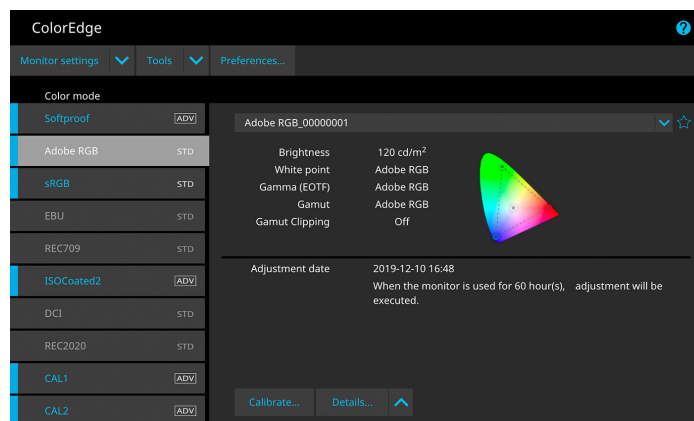 ColorEdge
?
Monitor settings Tools Preferences...
Color mode
Softproof ADV
Adobe RGB STD
sRGB STD
EBU STD
REC709 STD
ISOCoated2 ADV
DCI STD
REC2020 STD
CAL1 ADV
CAL2 ADV
Adobe RGB_00000001
Brightness 120 cd/m²
White point Adobe RGB
Gamma (EOTF) Adobe RGB
Gamut Adobe RGB
Gamut Clipping Off
Adjustment date 2019-12-10 16:48
When the monitor is used for 60 hour(s), adjustment will be
executed.
Calibrate... Details...